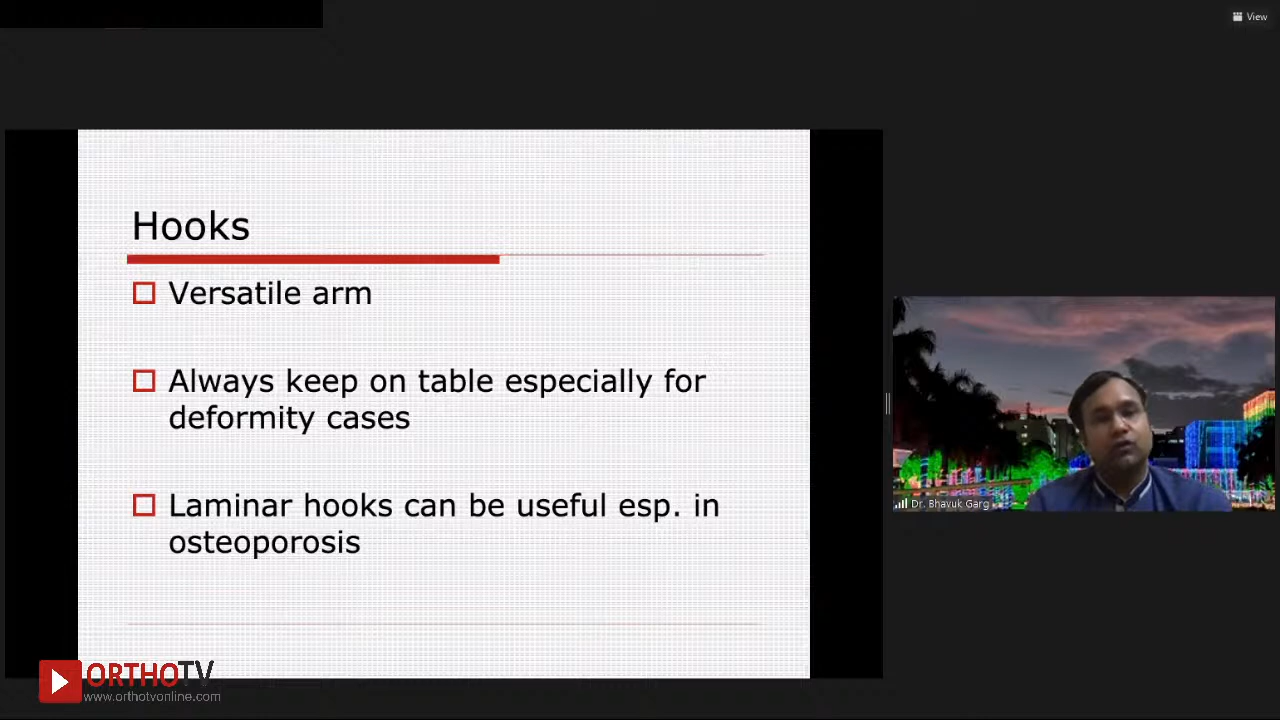 View
Hooks
Versatile arm
Always keep on table especially for
deformity cases
Laminar hooks can be useful esp. in
osteoporosis
Dr. Bhavuk Garg
ORTHOTV
www.orthotvonline.com